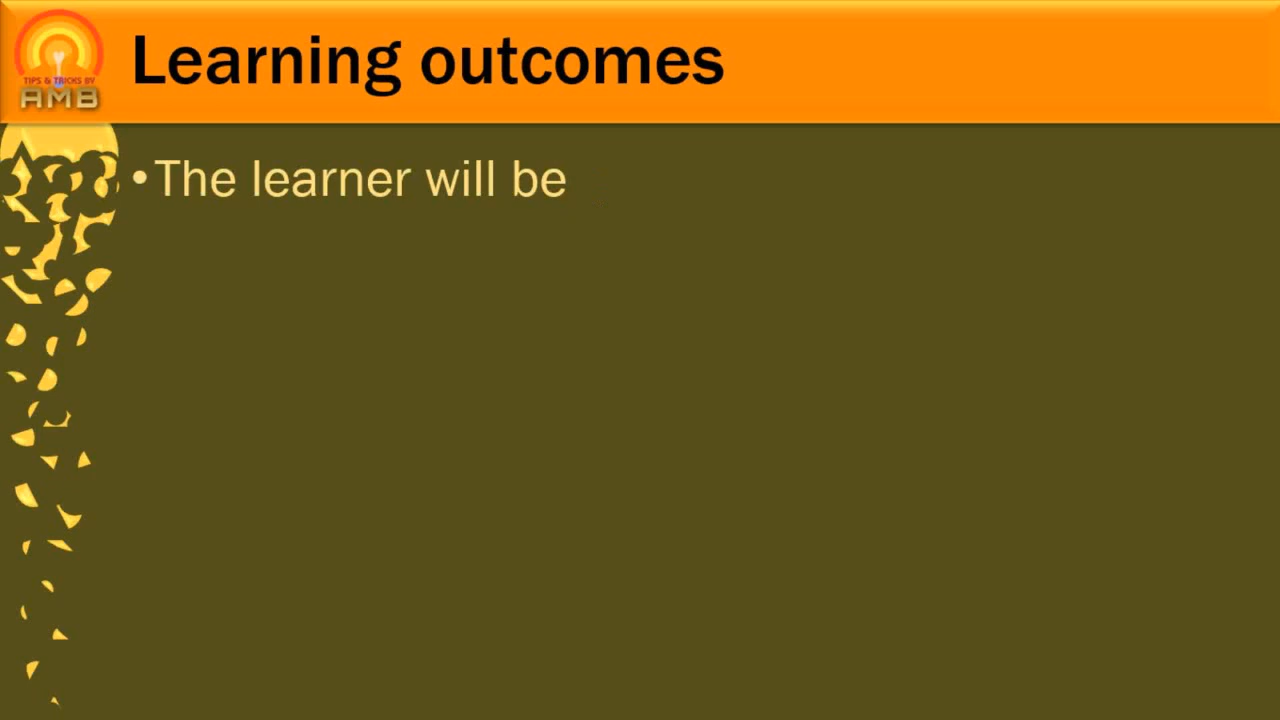 Learning outcomes
TIPS & TRICKS BY
AMB
•The learner will be